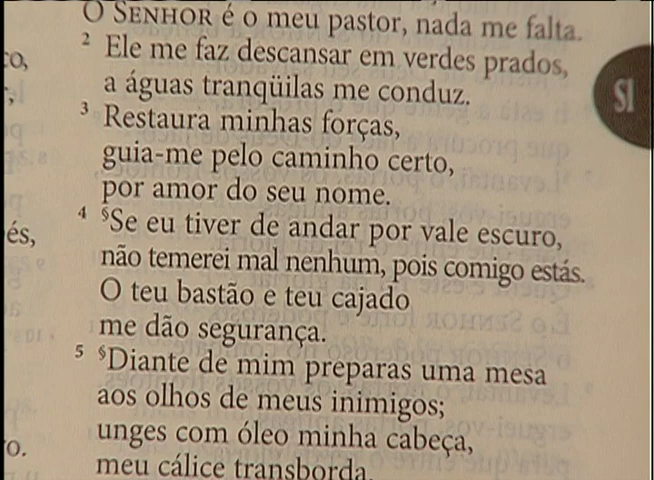 O SENHOR é o meu pastor, nada me falta.
2 Ele me faz descansar em verdes prados,
a águas tranqüilas me conduz.
3 Restaura minhas forças,
guia-me pelo caminho certo,
por amor do seu nome.
4 §Se eu tiver de andar por vale escuro,
não temerei mal nenhum, pois comigo estás.
O teu bastão e teu cajado
me dão segurança.
5 §Diante de mim preparas uma mesa
aos olhos de meus inimigos;
unges com óleo minha cabeça,
meu cálice transborda.
Sl